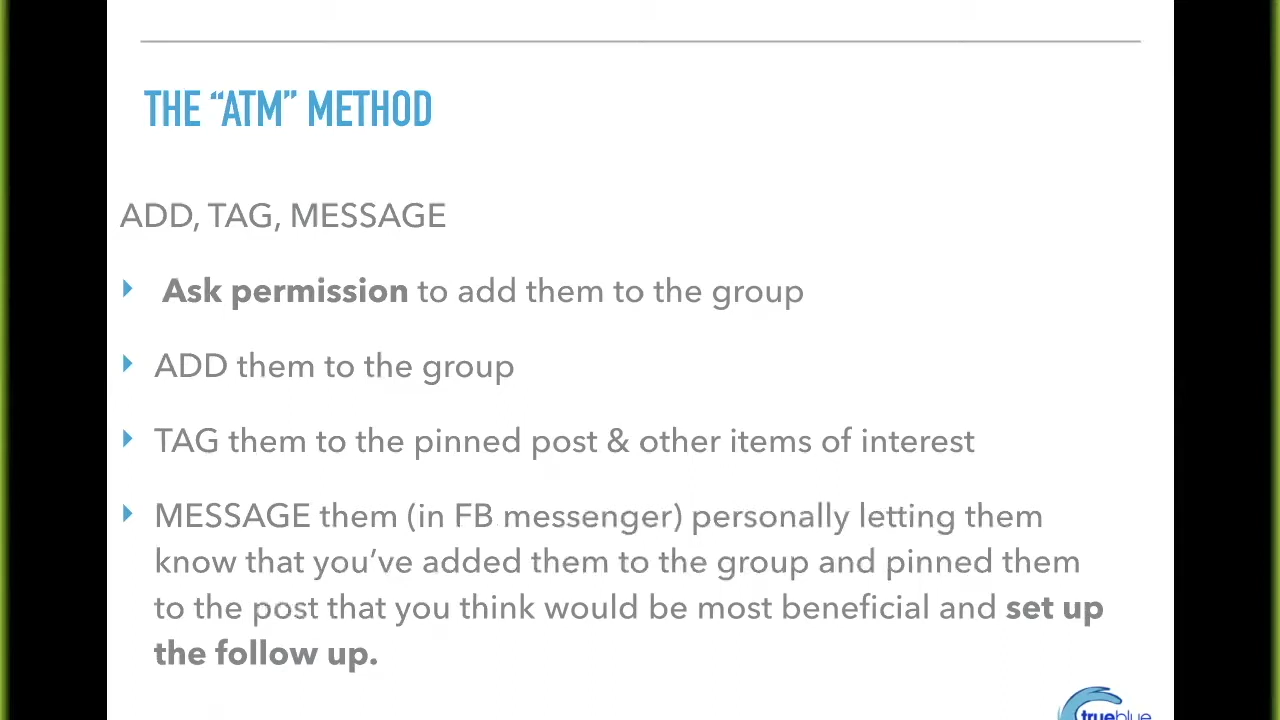 THE “ATM” METHOD
ADD, TAG, MESSAGE
Ask permission to add them to the group
ADD them to the group
TAG them to the pinned post & other items of interest
MESSAGE them (in FB messenger) personally letting them
know that you’ve added them to the group and pinned them
to the post that you think would be most beneficial and set up
the follow up.
trueblue